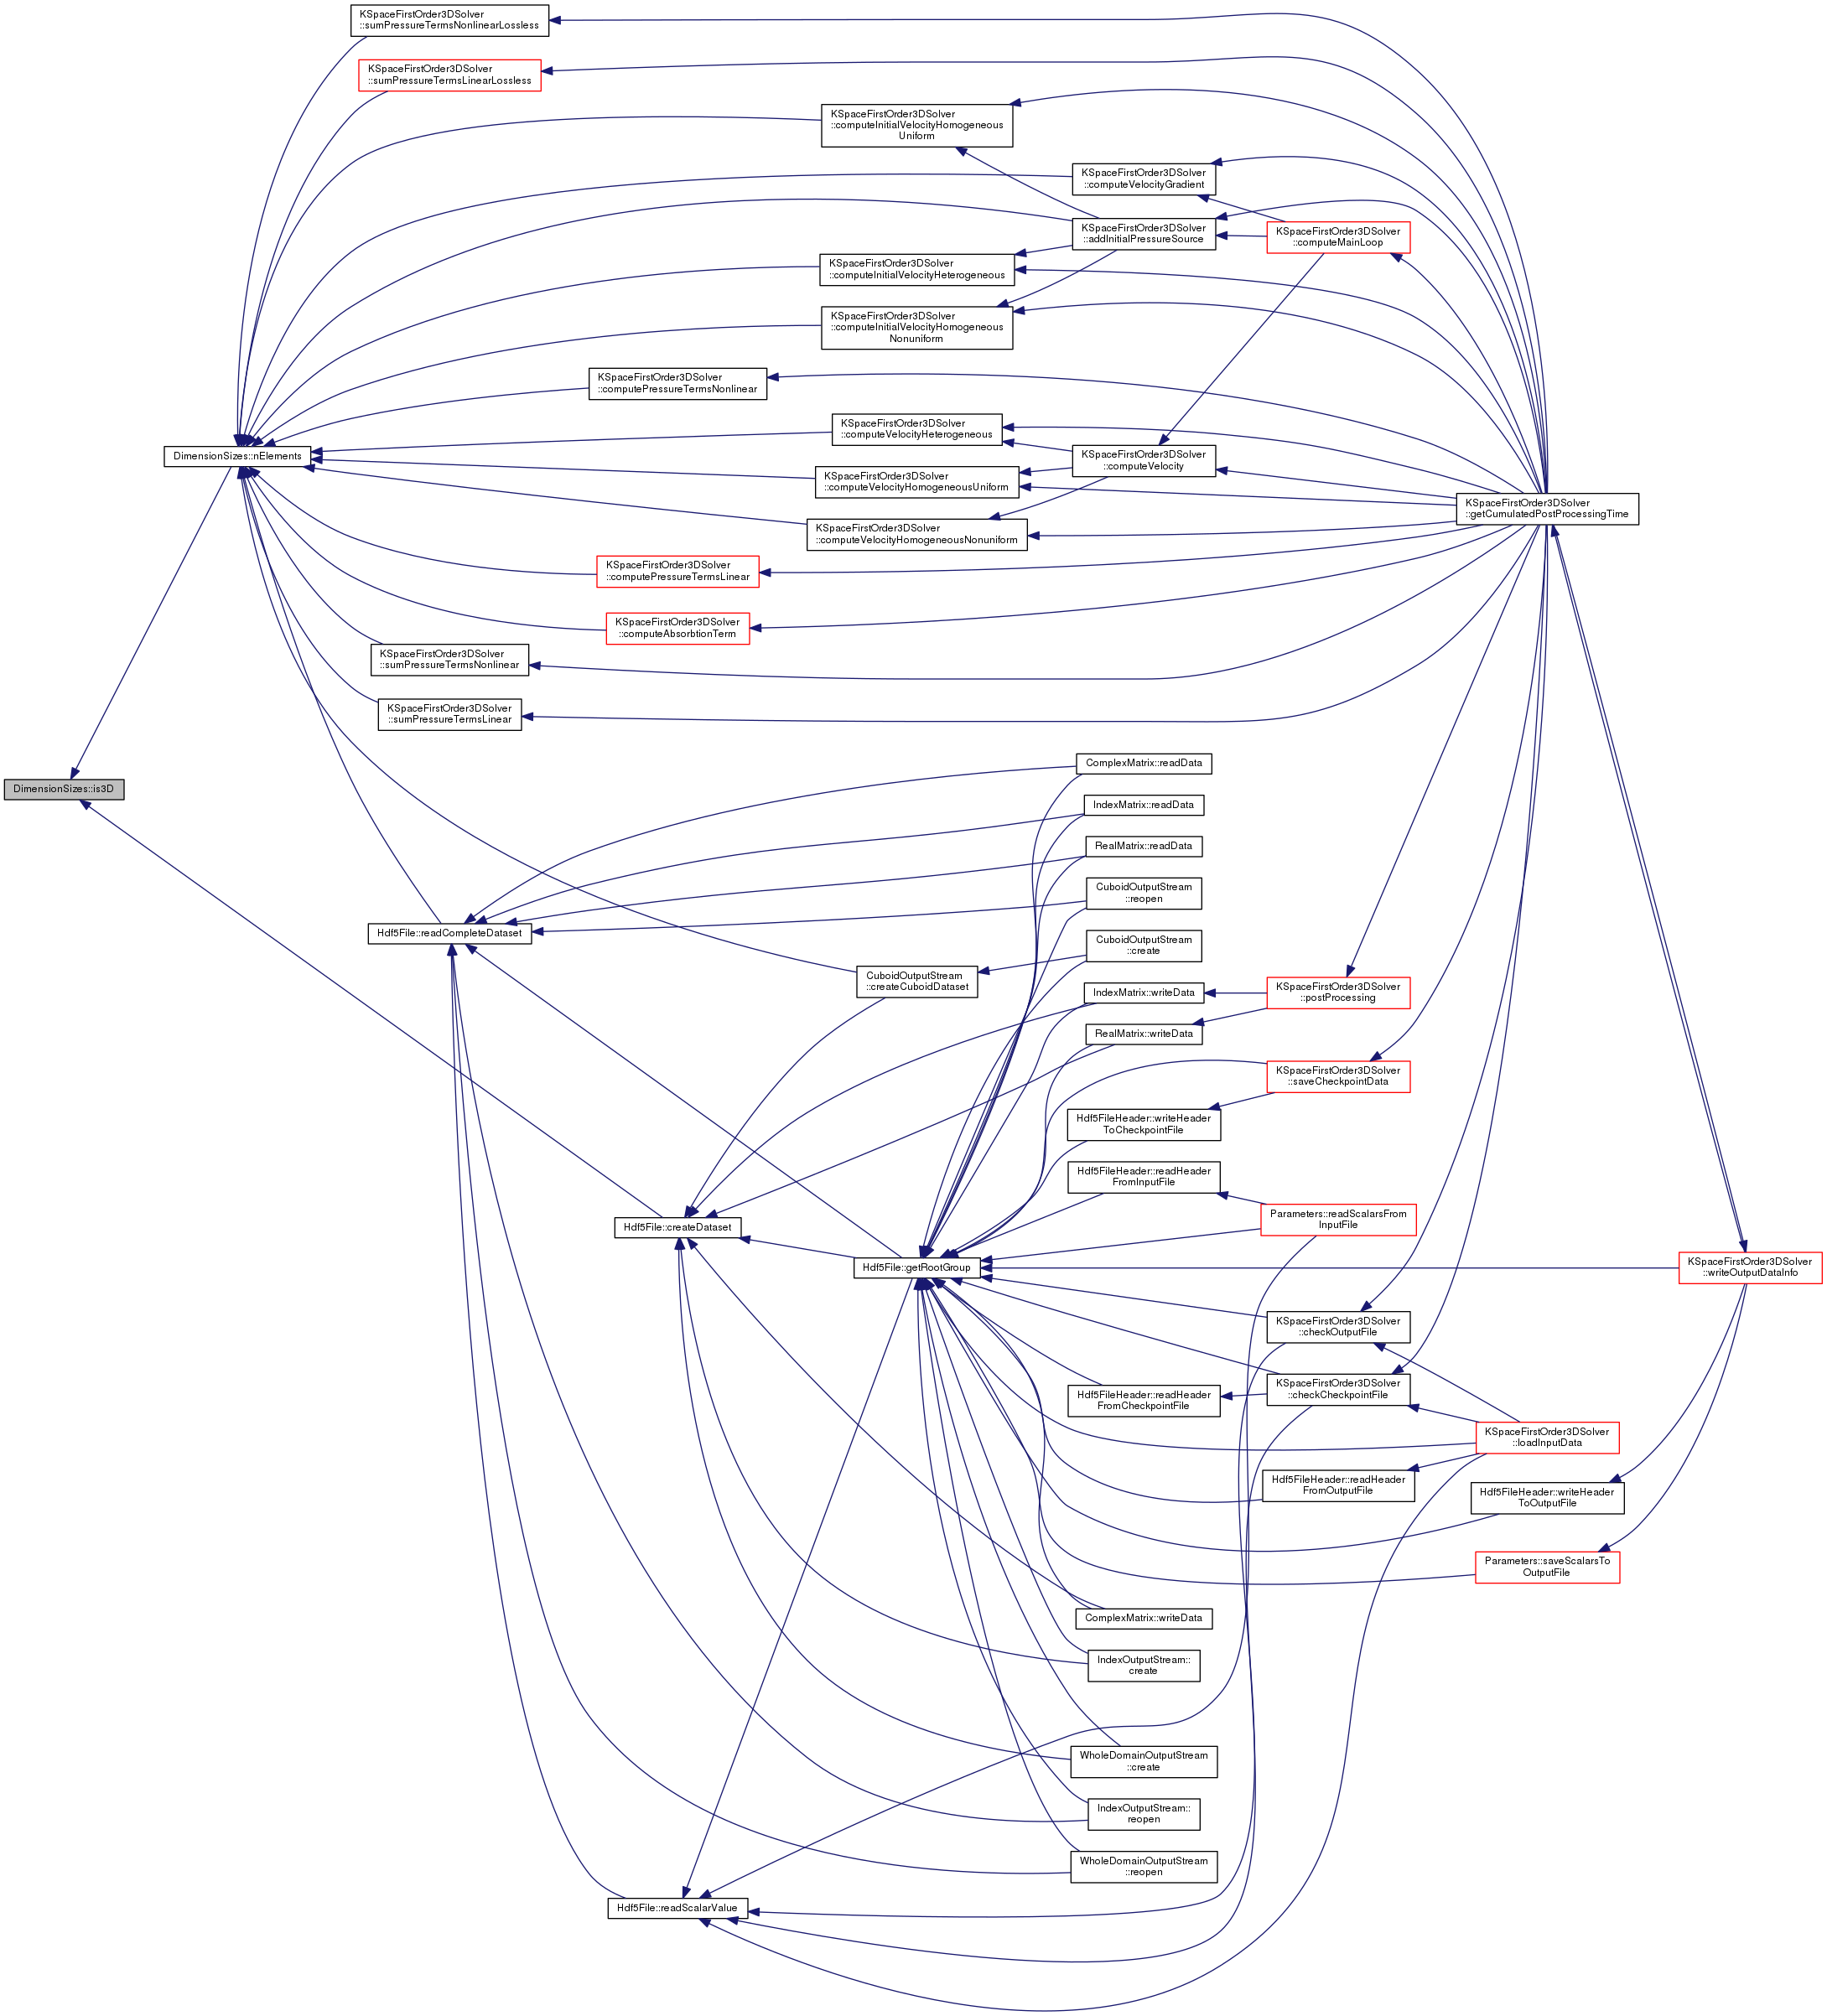 KSpaceFirstOrder3DSolver
::sumPressureTermsNonlinearLossless
KSpaceFirstOrder3DSolver
::sumPressureTermsLinearLossless
KSpaceFirstOrder3DSolver
::computeInitialVelocityHomogeneous
Uniform
KSpaceFirstOrder3DSolver
::computeVelocityGradient
KSpaceFirstOrder3DSolver
::addInitialPressureSource
KSpaceFirstOrder3DSolver
::computeMainLoop
KSpaceFirstOrder3DSolver
::computeInitialVelocityHeterogeneous
KSpaceFirstOrder3DSolver
::computeInitialVelocityHomogeneous
Nonuniform
KSpaceFirstOrder3DSolver
::computePressureTermsNonlinear
KSpaceFirstOrder3DSolver
::computeVelocityHeterogeneous
DimensionSizes::nElements
KSpaceFirstOrder3DSolver
::computeVelocity
KSpaceFirstOrder3DSolver
::computeVelocityHomogeneousUniform
KSpaceFirstOrder3DSolver
::getCumulatedPostProcessingTime
KSpaceFirstOrder3DSolver
::computeVelocityHomogeneousNonuniform
KSpaceFirstOrder3DSolver
::computePressureTermsLinear
KSpaceFirstOrder3DSolver
::computeAbsorbtionTerm
KSpaceFirstOrder3DSolver
::sumPressureTermsNonlinear
KSpaceFirstOrder3DSolver
::sumPressureTermsLinear
ComplexMatrix::readData
DimensionSizes::is3D
IndexMatrix::readData
RealMatrix::readData
CuboidOutputStream
::reopen
Hdf5File::readCompleteDataset
CuboidOutputStream
::create
CuboidOutputStream
::createCuboidDataset
IndexMatrix::writeData
KSpaceFirstOrder3DSolver
::postProcessing
RealMatrix::writeData
KSpaceFirstOrder3DSolver
::saveCheckpointData
Hdf5FileHeader::writeHeader
ToCheckpointFile
Hdf5FileHeader::readHeader
FromInputFile
Parameters::readScalarsFrom
InputFile
Hdf5File::createDataset
Hdf5File::getRootGroup
KSpaceFirstOrder3DSolver
::writeOutputDataInfo
KSpaceFirstOrder3DSolver
::checkOutputFile
KSpaceFirstOrder3DSolver
::checkCheckpointFile
Hdf5FileHeader::readHeader
FromCheckpointFile
KSpaceFirstOrder3DSolver
::loadInputData
Hdf5FileHeader::readHeader
FromOutputFile
Hdf5FileHeader::writeHeader
ToOutputFile
Parameters::saveScalarsTo
OutputFile
ComplexMatrix::writeData
IndexOutputStream::
create
WholeDomainOutputStream
::create
IndexOutputStream::
reopen
WholeDomainOutputStream
::reopen
Hdf5File::readScalarValue